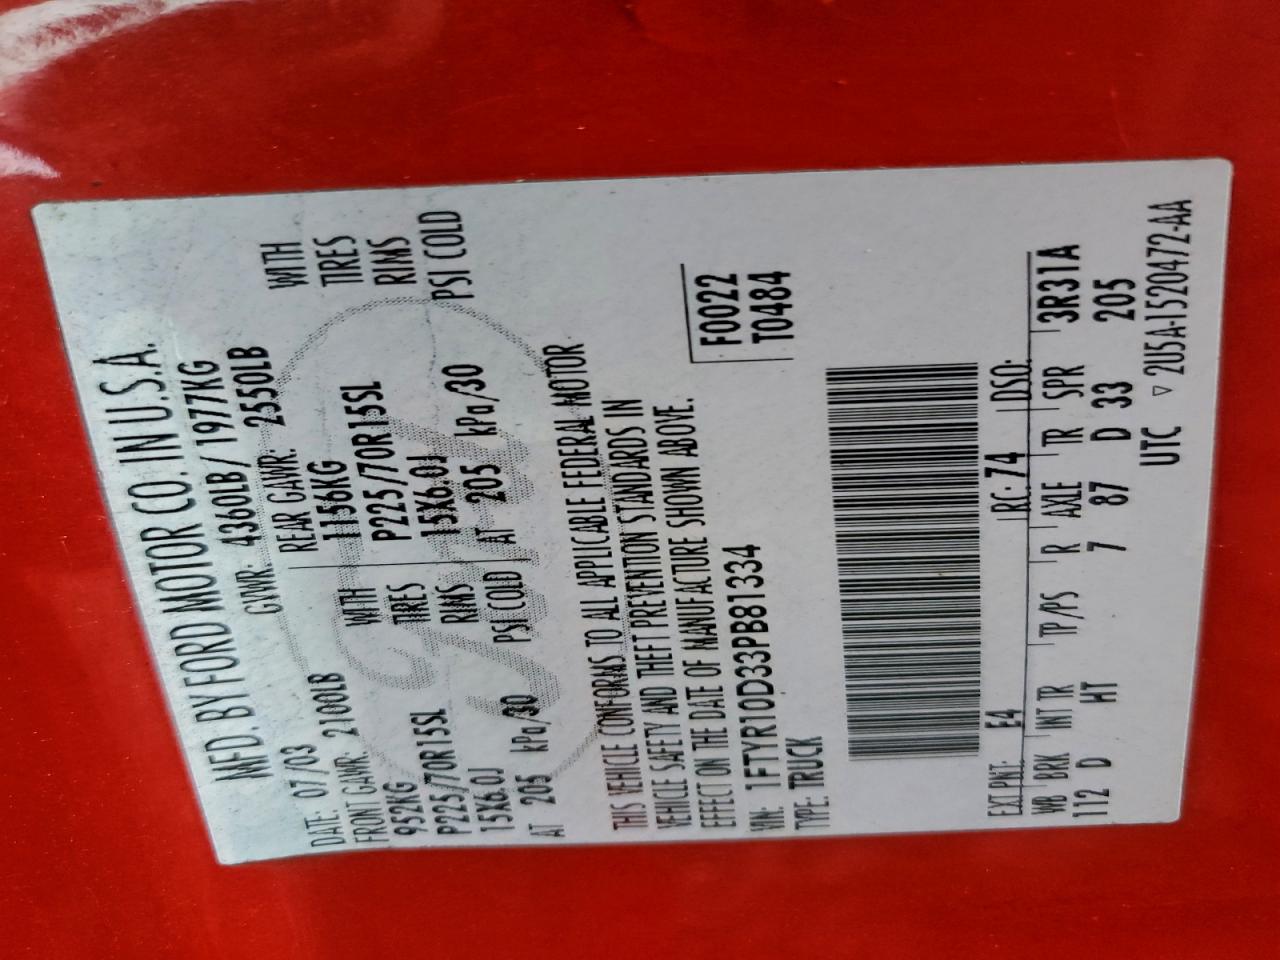 MFD. BY FORD MOTOR CO. IN U.S.A.
DATE: 07/03 GVWR: 4360LB/ 1977KG
FRONT GAWR: 2100LB REAR GAWR: 2550LB
952KG WITH 1156KG WITH
P225/70R15SL TIRES P225/70R15SL TIRES
15X6.0J RIMS 15X6.0J RIMS
AT 205 kPa/30 PSI COLD AT 205 kPa/30 PSI COLD
Ford
THIS VEHICLE CONFORMS TO ALL APPLICABLE FEDERAL MOTOR
VEHICLE SAFETY AND THEFT PREVENTION STANDARDS IN
EFFECT ON THE DATE OF MANUFACTURE SHOWN ABOVE.
VIN: 1FTYR10D33PB81334 F0022
TYPE: TRUCK T0484
EXT PNT: E4 RC: 74 DSO:
WB BRK INT TR TP/PS R AXLE TR SPR 3R31A
112 D HT 7 87 D 33 205
UTC ▽ 2U5A-1520472-AA